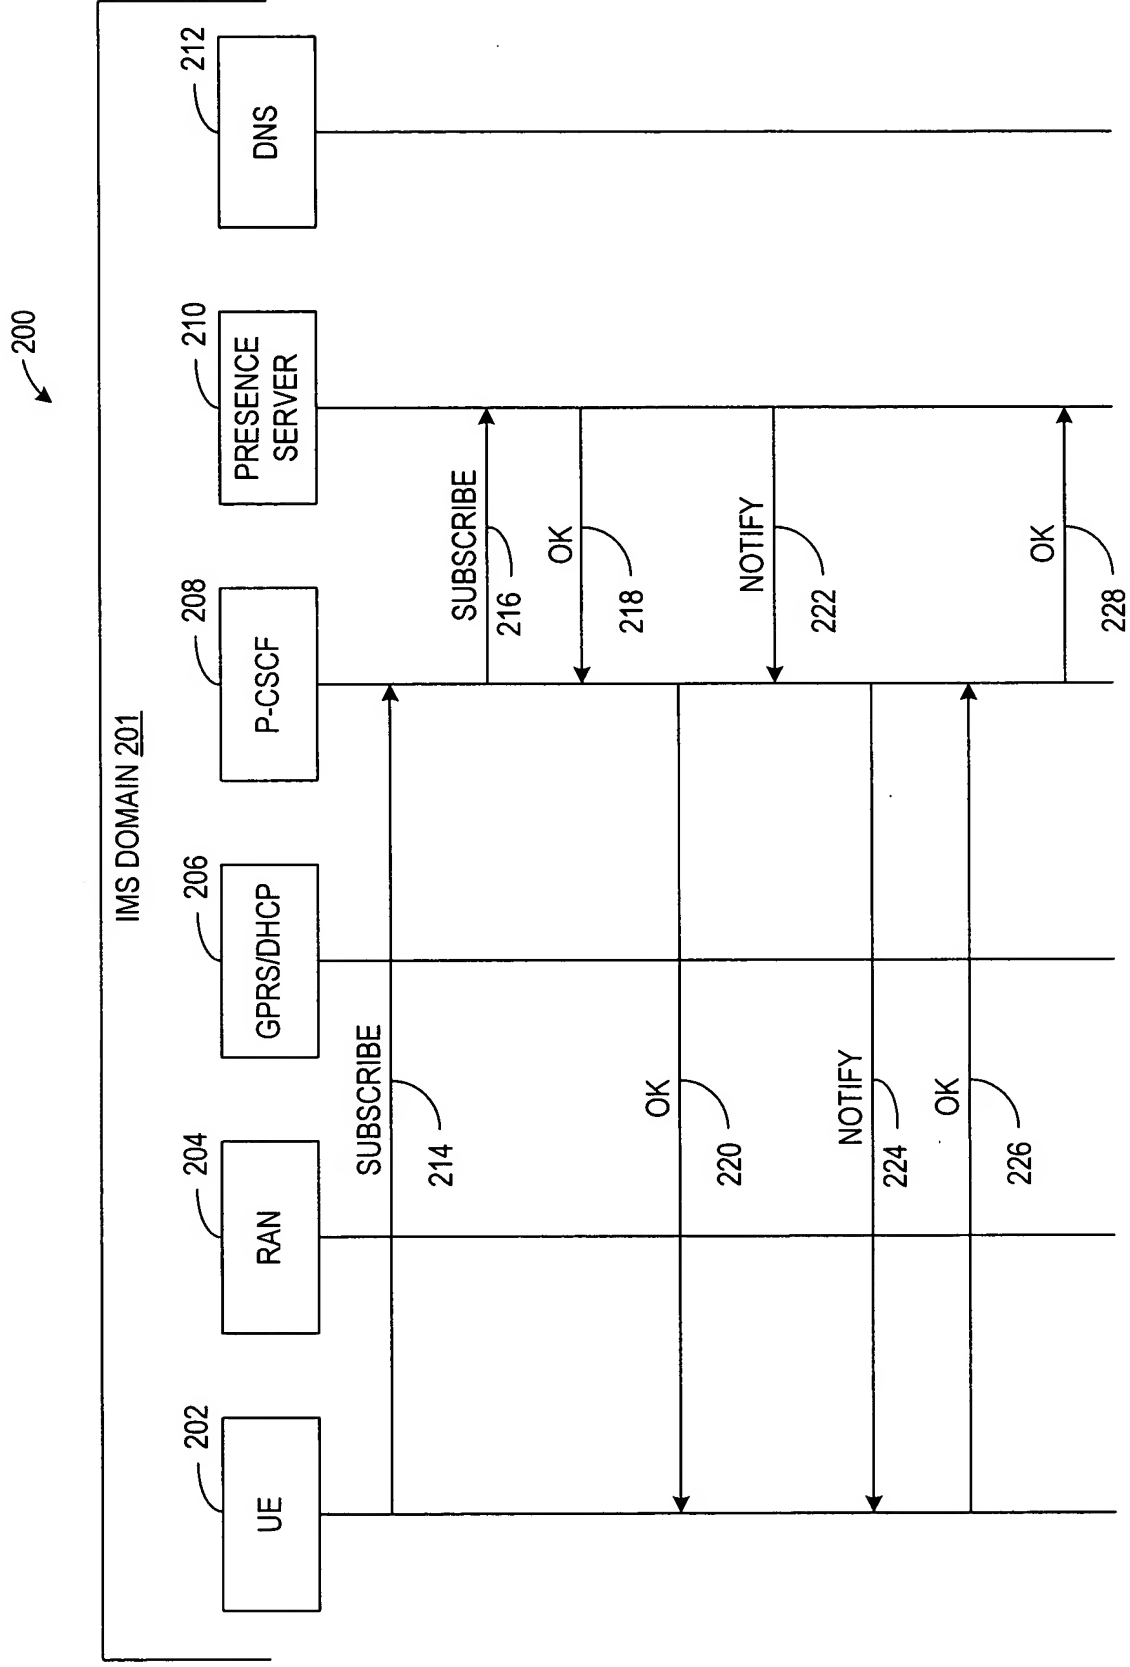 200
IMS DOMAIN 201
202
204
206
208
210
212
UE
RAN
GPRS/DHCP
P-CSCF
PRESENCE
SERVER
DNS
SUBSCRIBE
214
SUBSCRIBE
216
OK
218
OK
220
NOTIFY
222
NOTIFY
224
OK
226
OK
228